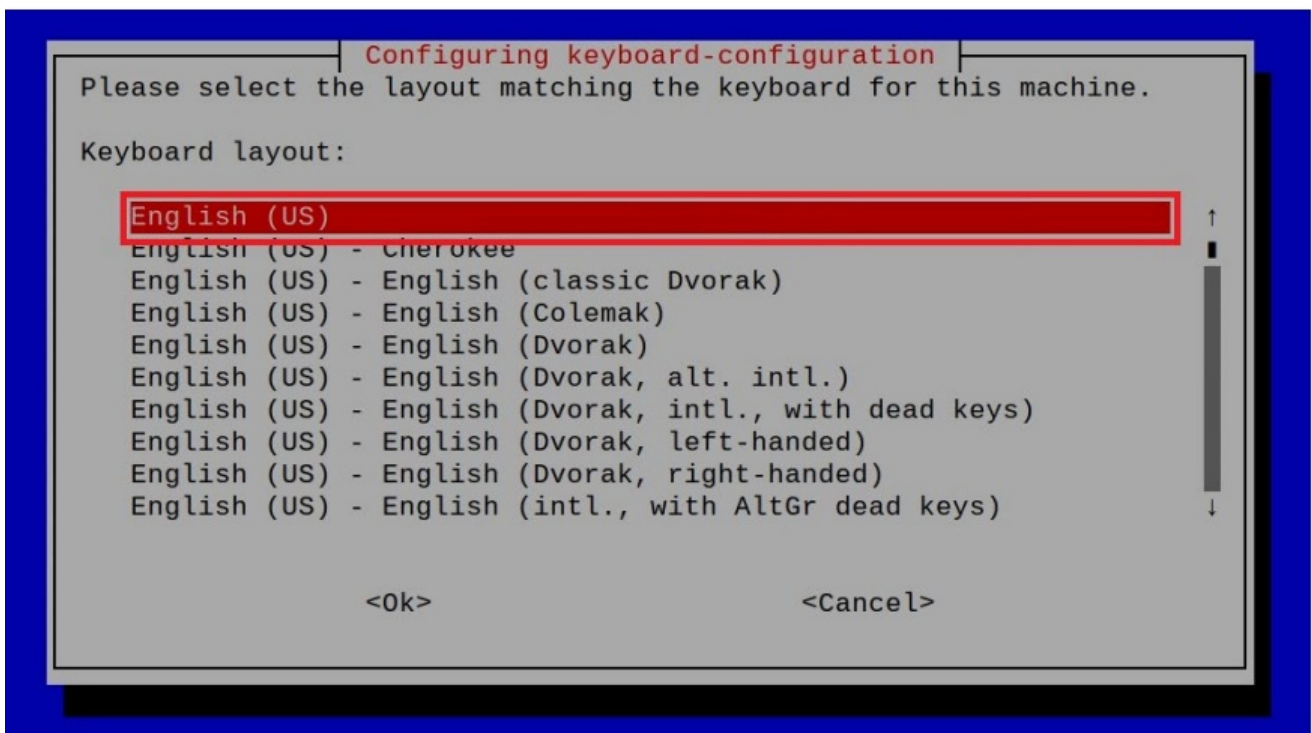 Configuring keyboard-configuration
Please select the layout matching the keyboard for this machine.
Keyboard layout:
English (US)
English (US) - Cherokee
English (US) - English (classic Dvorak)
English (US) - English (Colemak)
English (US) - English (Dvorak)
English (US) - English (Dvorak, alt. intl.)
English (US) - English (Dvorak, intl., with dead keys)
English (US) - English (Dvorak, left-handed)
English (US) - English (Dvorak, right-handed)
English (US) - English (intl., with AltGr dead keys)
<Ok> <Cancel>